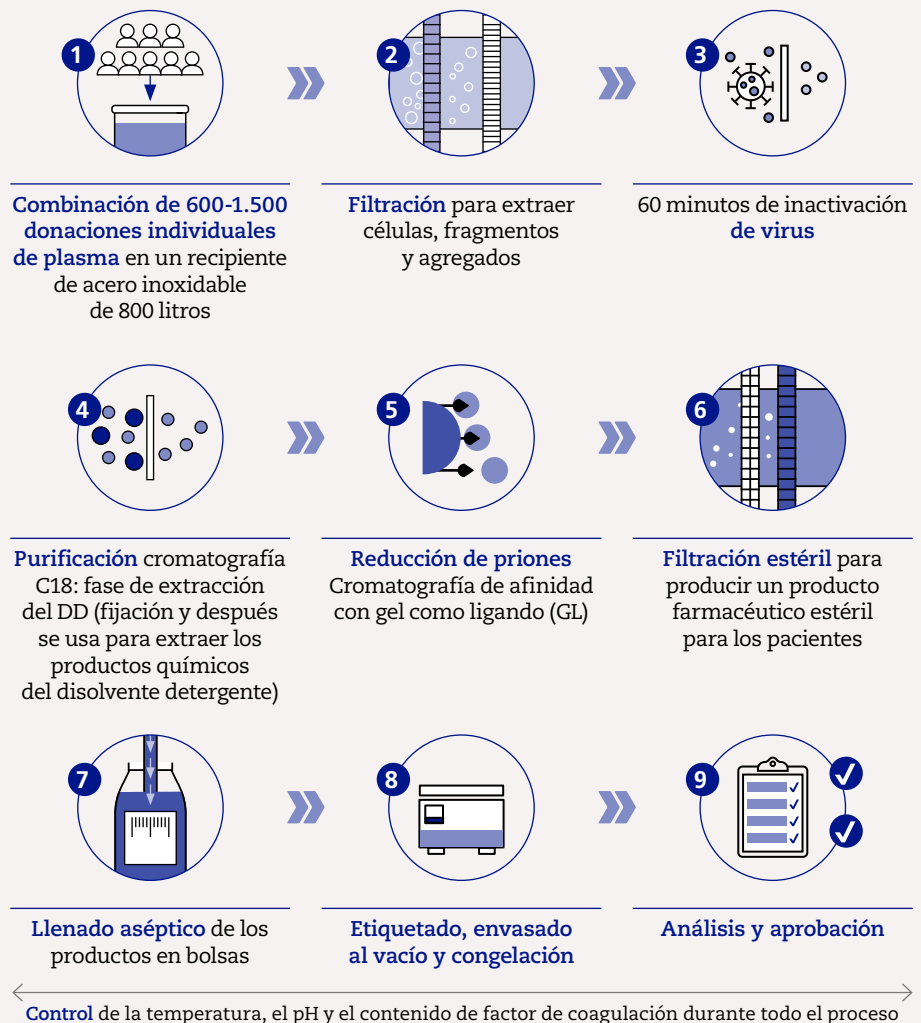 1
Combinación de 600-1.500
donaciones individuales
de plasma en un recipiente
de acero inoxidable
de 800 litros
2
Filtración para extraer
células, fragmentos
y agregados
3
60 minutos de inactivación
de virus
4
Purificación cromatografía
C18: fase de extracción
del DD (fijación y después
se usa para extraer los
productos químicos
del disolvente detergente)
5
Reducción de priones
Cromatografía de afinidad
con gel como ligando (GL)
6
Filtración estéril para
producir un producto
farmacéutico estéril
para los pacientes
7
Llenado aséptico de los
productos en bolsas
8
Etiquetado, envasado
al vacío y congelación
9
Análisis y aprobación
Control de la temperatura, el pH y el contenido de factor de coagulación durante todo el proceso